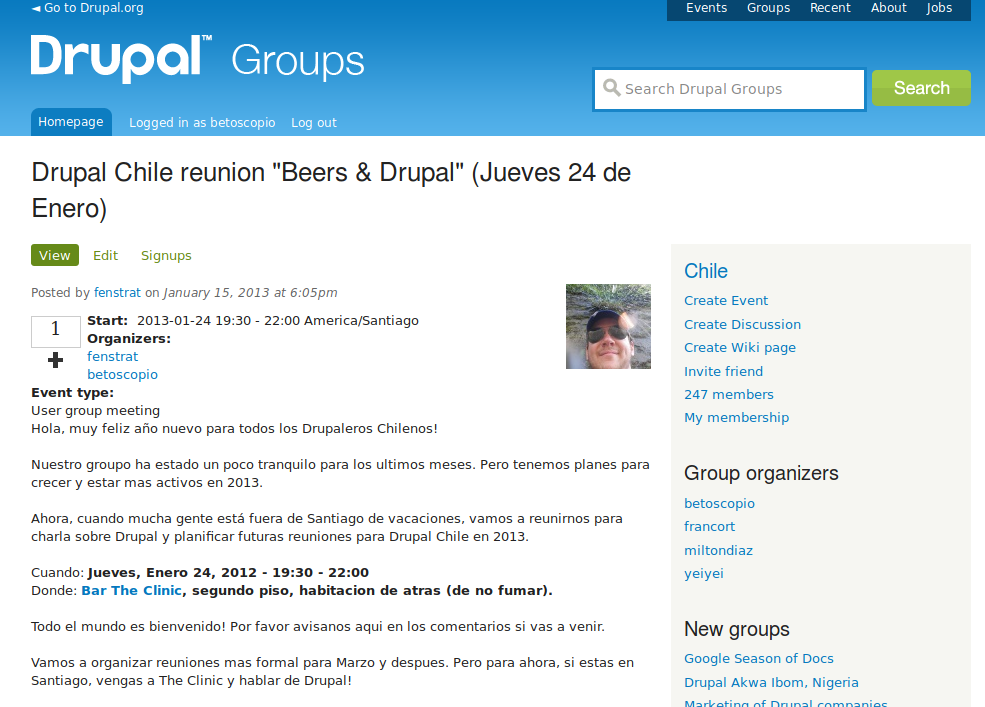 ◄ Go to Drupal.org
Events Groups Recent About Jobs
Drupal™ Groups
Search Drupal Groups
Search
Homepage Logged in as betoscopio Log out
Drupal Chile reunion "Beers & Drupal" (Jueves 24 de
Enero)
View Edit Signups
Posted by fenstrat on January 15, 2013 at 6:05pm
1
Start: 2013-01-24 19:30 - 22:00 America/Santiago
Organizers:
fenstrat
betoscopio
Event type:
User group meeting
Hola, muy feliz año nuevo para todos los Drupaleros Chilenos!
Nuestro groupo ha estado un poco tranquilo para los ultimos meses. Pero tenemos planes para
crecer y estar mas activos en 2013.
Ahora, cuando mucha gente está fuera de Santiago de vacaciones, vamos a reunirnos para
charla sobre Drupal y planificar futuras reuniones para Drupal Chile en 2013.
Cuando: Jueves, Enero 24, 2012 - 19:30 - 22:00
Donde: Bar The Clinic, segundo piso, habitacion de atras (de no fumar).
Todo el mundo es bienvenido! Por favor avisanos aqui en los comentarios si vas a venir.
Vamos a organizar reuniones mas formal para Marzo y despues. Pero para ahora, si estas en
Santiago, vengas a The Clinic y hablar de Drupal!
Chile
Create Event
Create Discussion
Create Wiki page
Invite friend
247 members
My membership
Group organizers
betoscopio
francort
miltondiaz
yeiyei
New groups
Google Season of Docs
Drupal Akwa Ibom, Nigeria
Marketing of Drupal companies